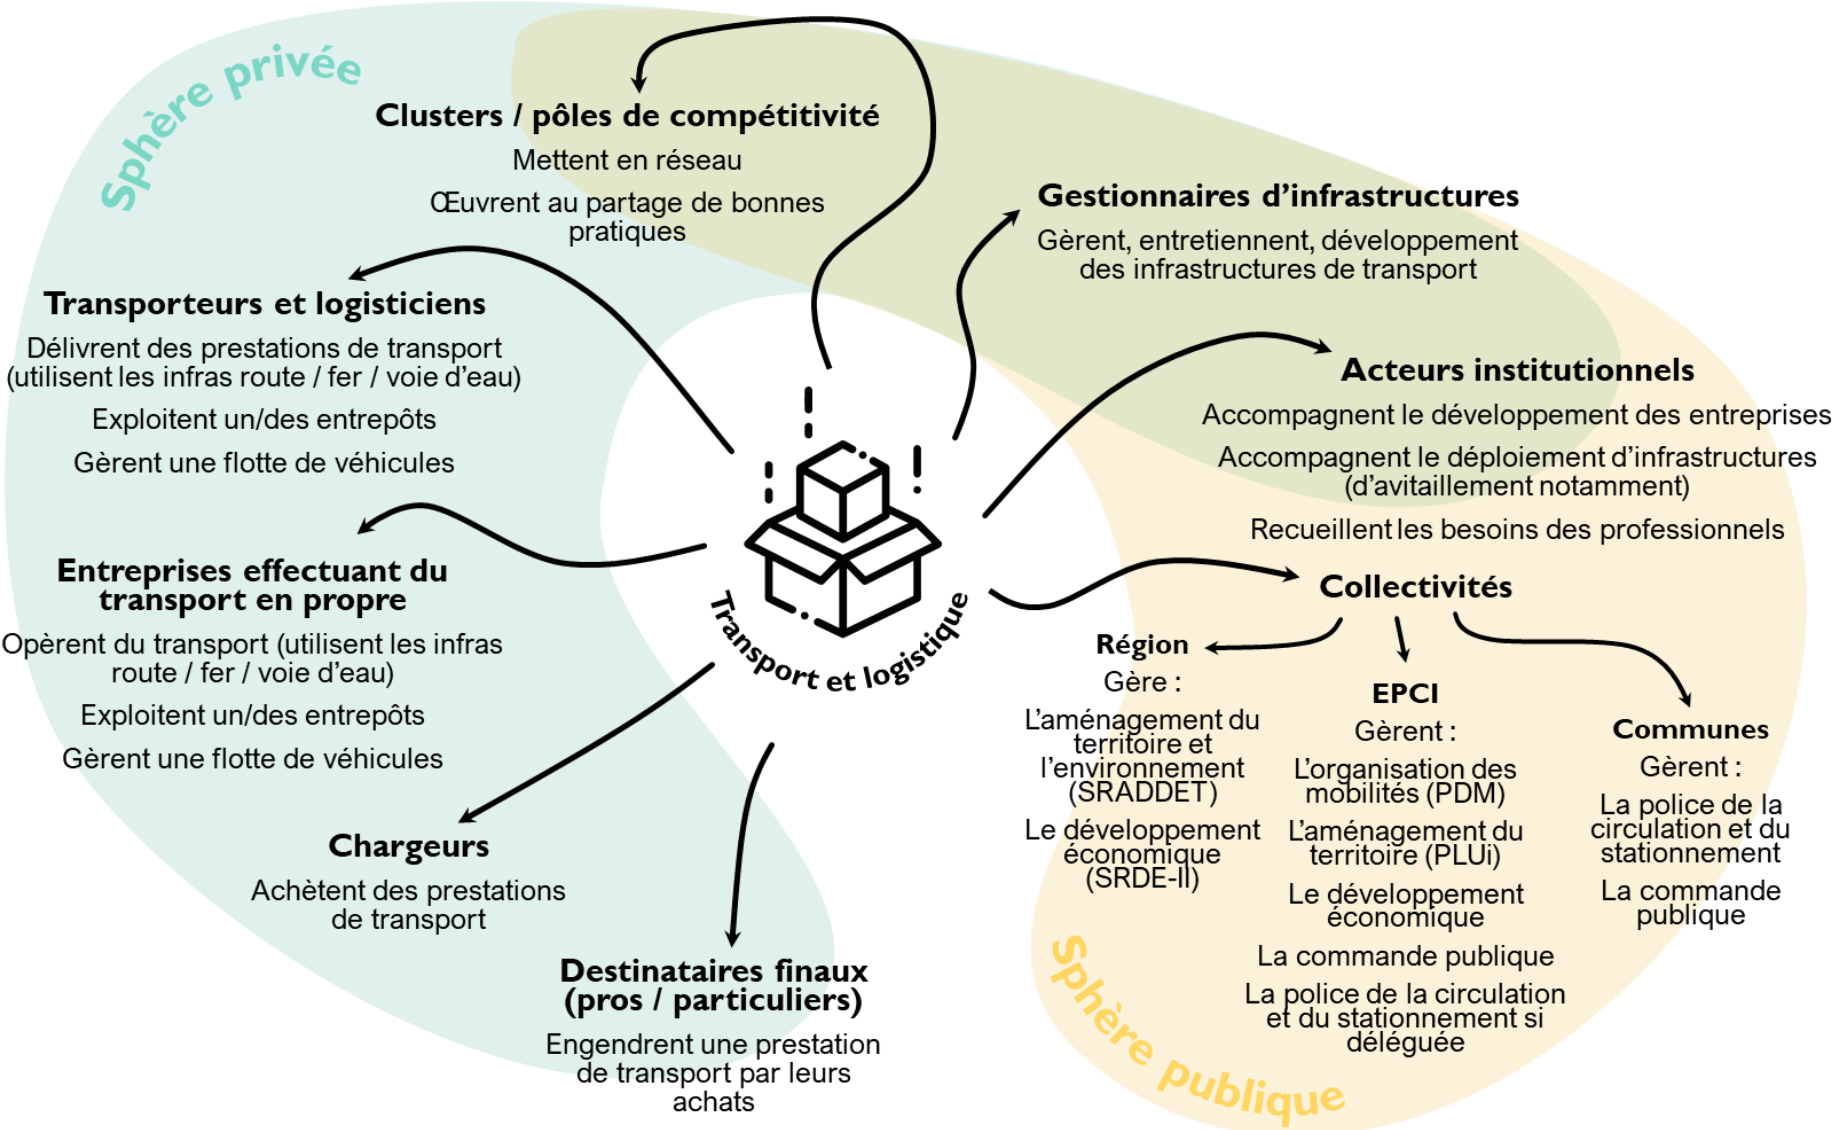 Sphère privée
Clusters / pôles de compétitivité
Mettent en réseau
Œuvrent au partage de bonnes
pratiques
Gestionnaires d’infrastructures
Gèrent, entretiennent, développement
des infrastructures de transport
Transporteurs et logisticiens
Délivrent des prestations de transport
(utilisent les infras route / fer / voie d’eau)
Exploitent un/des entrepôts
Gèrent une flotte de véhicules
Acteurs institutionnels
Accompagnent le développement des entreprises
Accompagnent le déploiement d’infrastructures
(d’avitaillement notamment)
Recueillent les besoins des professionnels
Entreprises effectuant du
transport en propre
Opèrent du transport (utilisent les infras
route / fer / voie d’eau)
Exploitent un/des entrepôts
Gèrent une flotte de véhicules
Transport et logistique
Collectivités
Région
Gère :
L’aménagement du
territoire et
l’environnement
(SRADDET)
Le développement
économique
(SRDE-II)
EPCI
Gèrent :
L’organisation des
mobilités (PDM)
L’aménagement du
territoire (PLUi)
Le développement
économique
La commande publique
La police de la circulation
et du stationnement si
déléguée
Communes
Gèrent :
La police de la
circulation et du
stationnement
La commande
publique
Chargeurs
Achètent des prestations
de transport
Destinataires finaux
(pros / particuliers)
Engendrent une prestation
de transport par leurs
achats
Sphère publique